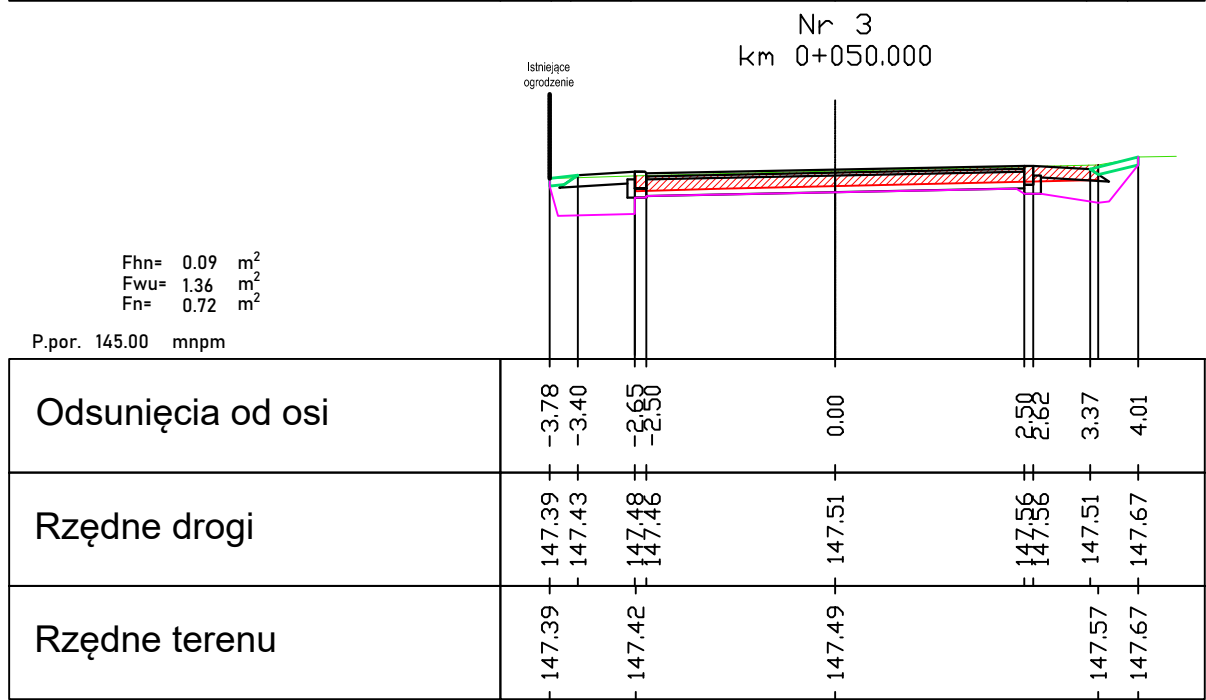 Nr 3
km 0+050.000
Istniejące
ogrodzenie
Fhn= 0.09 m²
Fwu= 1.36 m²
Fn= 0.72 m²
P.por. 145.00 mnpm
Odsunięcia od osi -3.78 -3.40 -2.65 -2.50 0.00 2.50 2.62 3.37 4.01
Rzędne drogi 147.39 147.43 147.48 147.46 147.51 147.56 147.56 147.51 147.67
Rzędne terenu 147.39 147.42 147.49 147.57 147.67